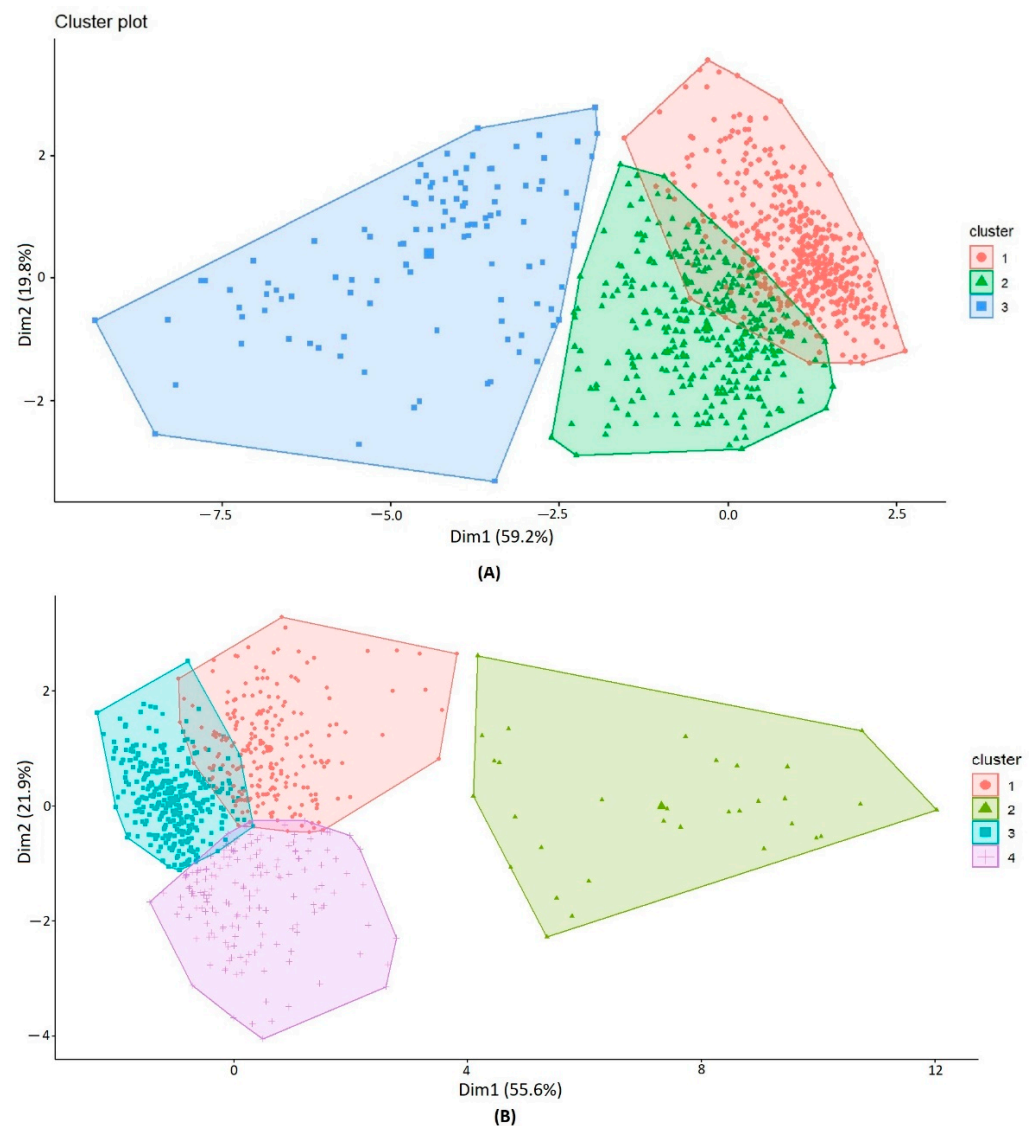 Cluster plot
2
0
−2
Dim2 (19.8%)
−7.5 −5.0 −2.5 0.0 2.5
Dim1 (59.2%)
cluster
1
2
3
(A)
2
0
−2
−4
Dim2 (21.9%)
0 4 8 12
Dim1 (55.6%)
cluster
1
2
3
4
(B)